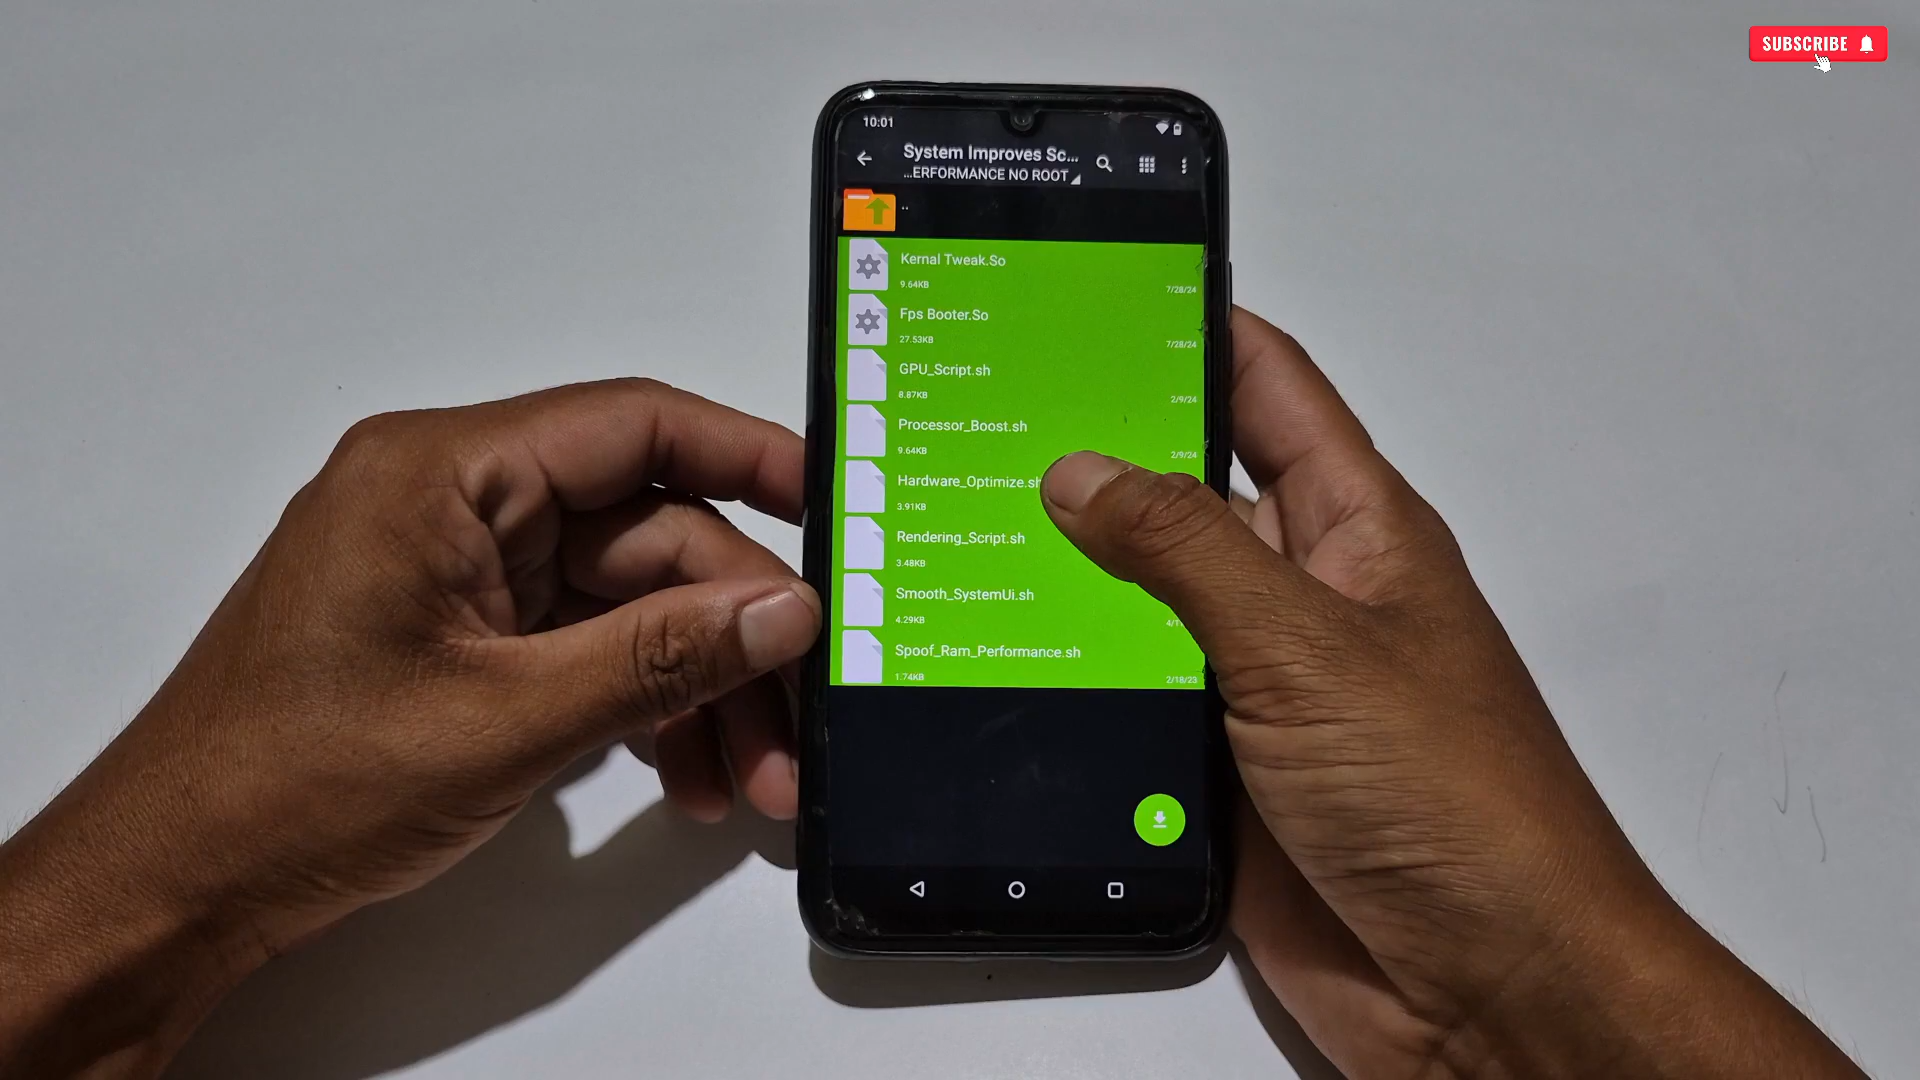 SUBSCRIBE
10:01
System Improves Sc...
...ERFORMANCE NO ROOT
..
Kernal Tweak.So
9.64KB
7/28/24
Fps Booter.So
27.53KB
7/28/24
GPU_Script.sh
8.87KB
2/9/24
Processor_Boost.sh
9.64KB
2/9/24
Hardware_Optimize.sh
3.91KB
Rendering_Script.sh
3.48KB
Smooth_SystemUi.sh
4.29KB
Spoof_Ram_Performance.sh
1.74KB
2/18/23